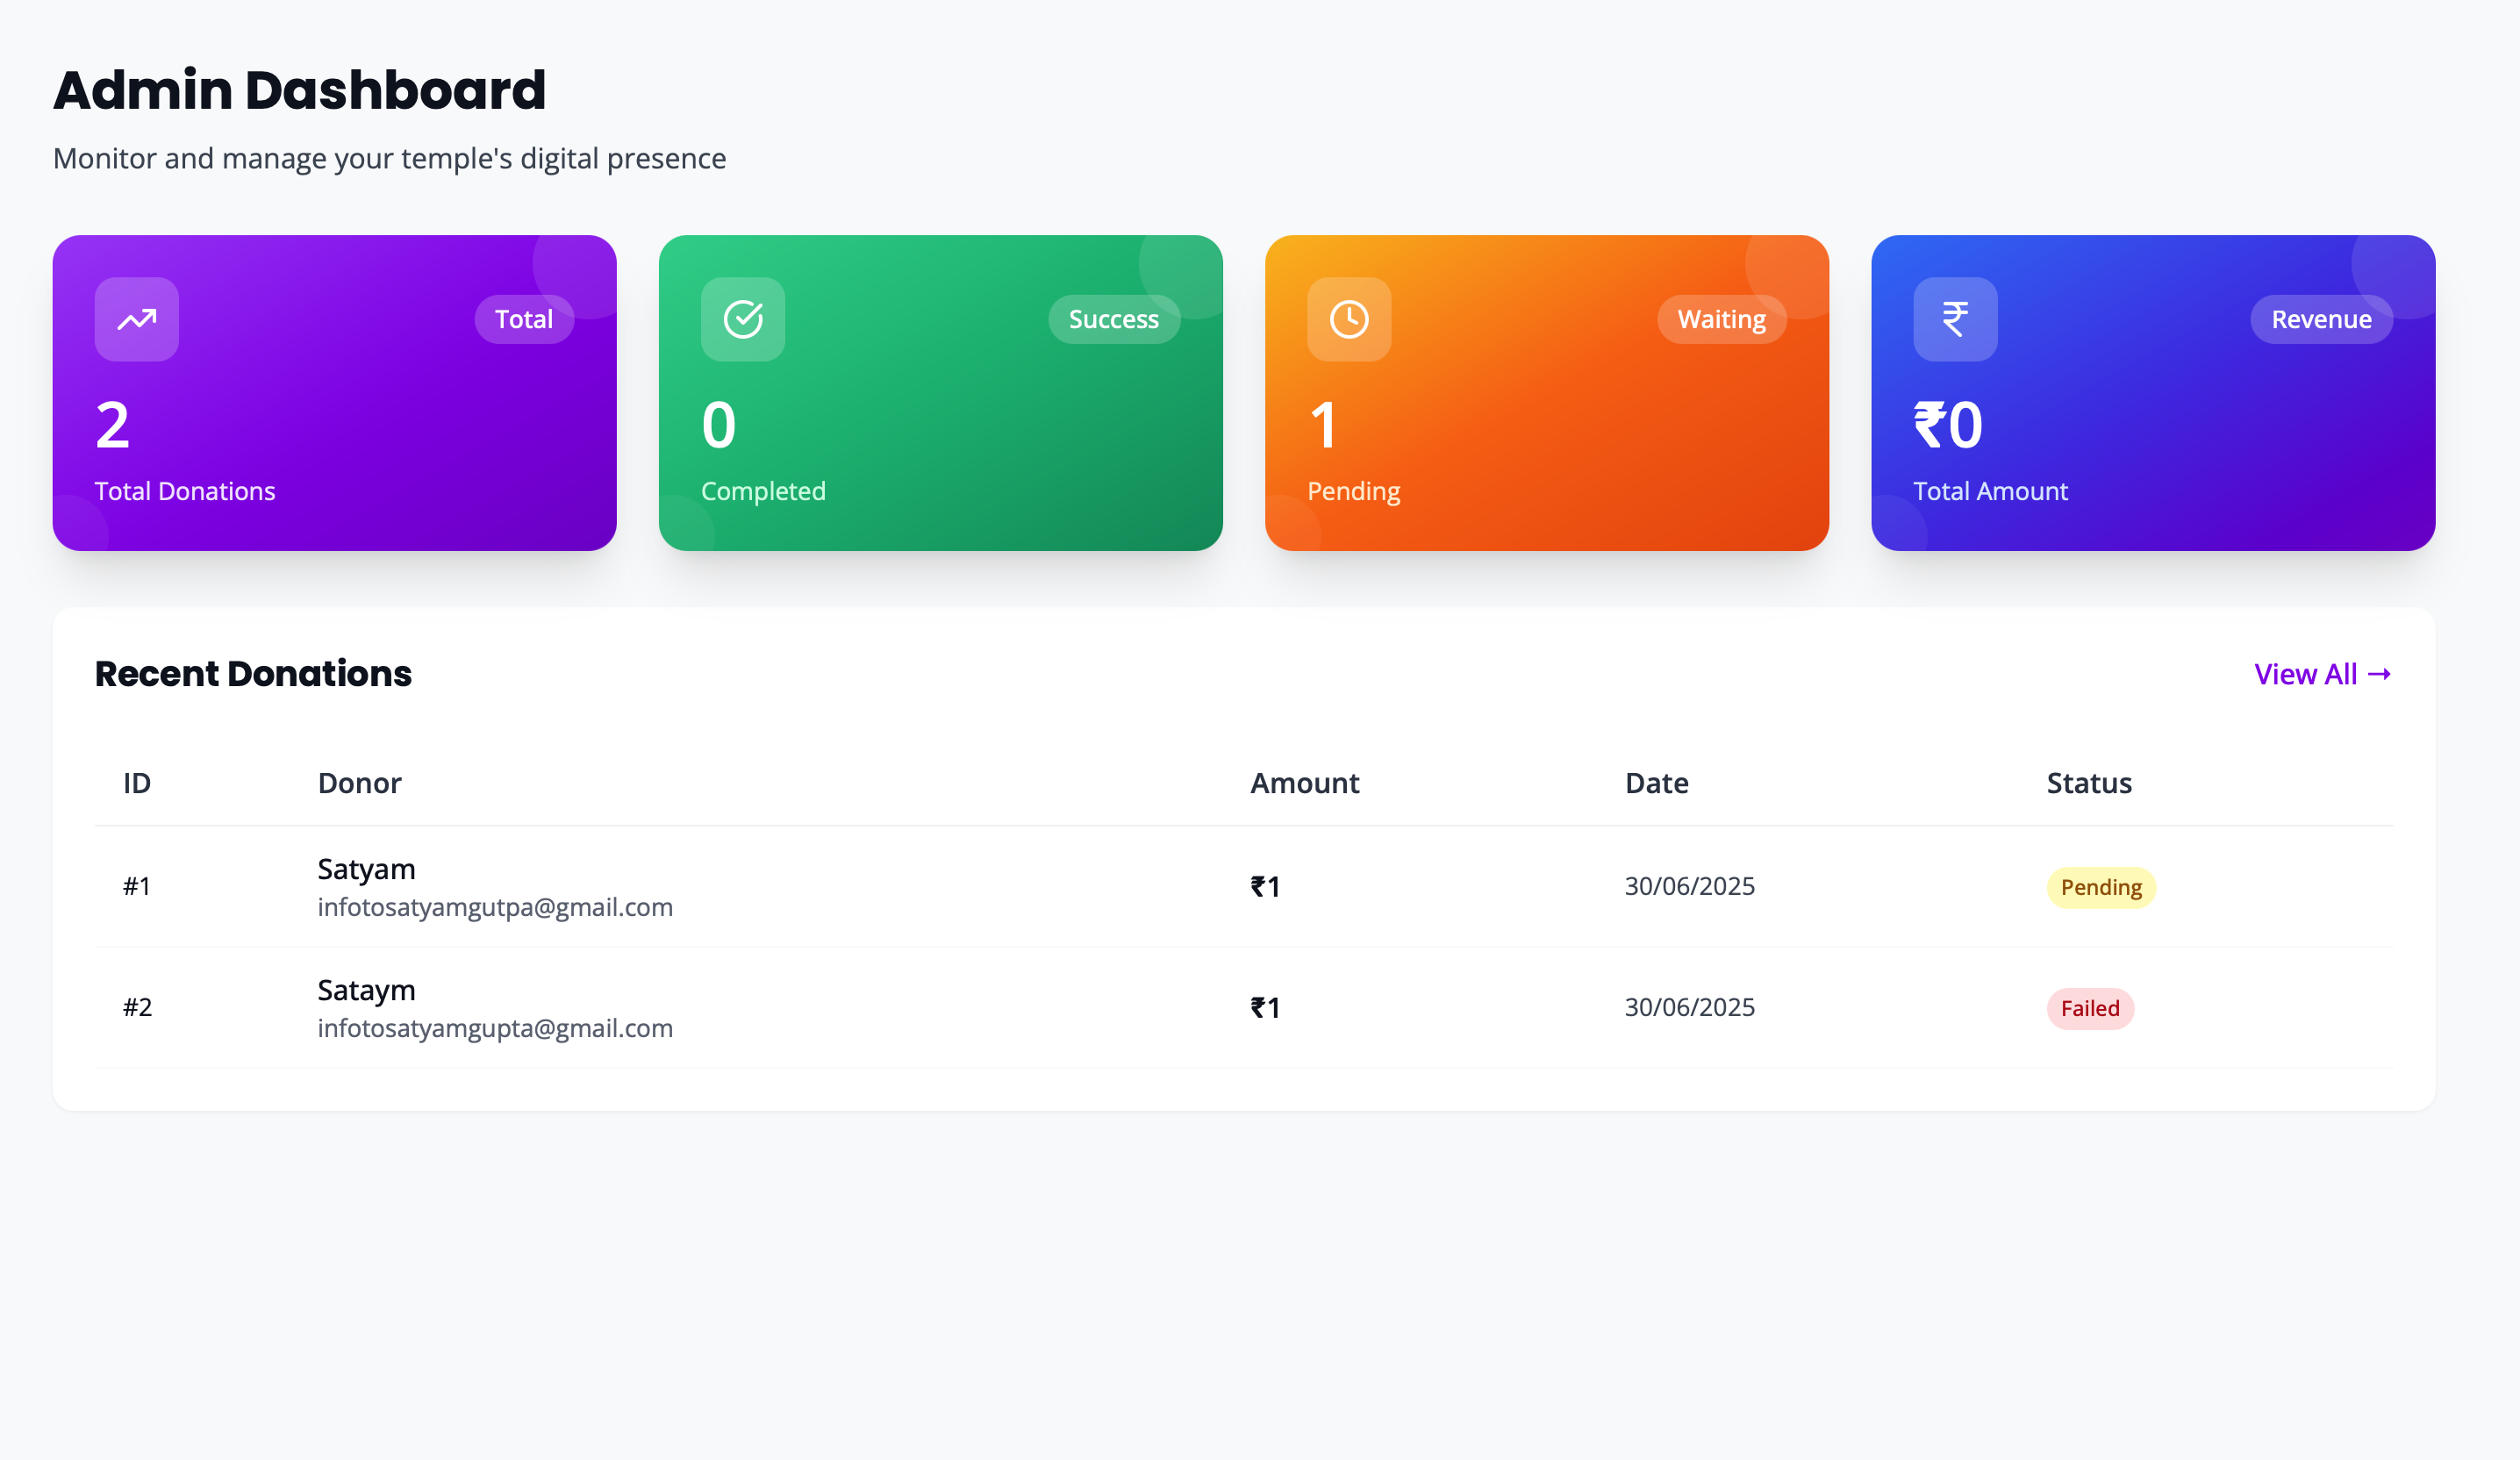 Admin Dashboard
Monitor and manage your temple's digital presence
Total
2
Total Donations
Success
0
Completed
Waiting
1
Pending
₹
Revenue
₹0
Total Amount
Recent Donations
View All →
ID Donor Amount Date Status
#1 Satyam ₹1 30/06/2025 Pending
infotosatyamgutpa@gmail.com
#2 Sataym ₹1 30/06/2025 Failed
infotosatyamgupta@gmail.com